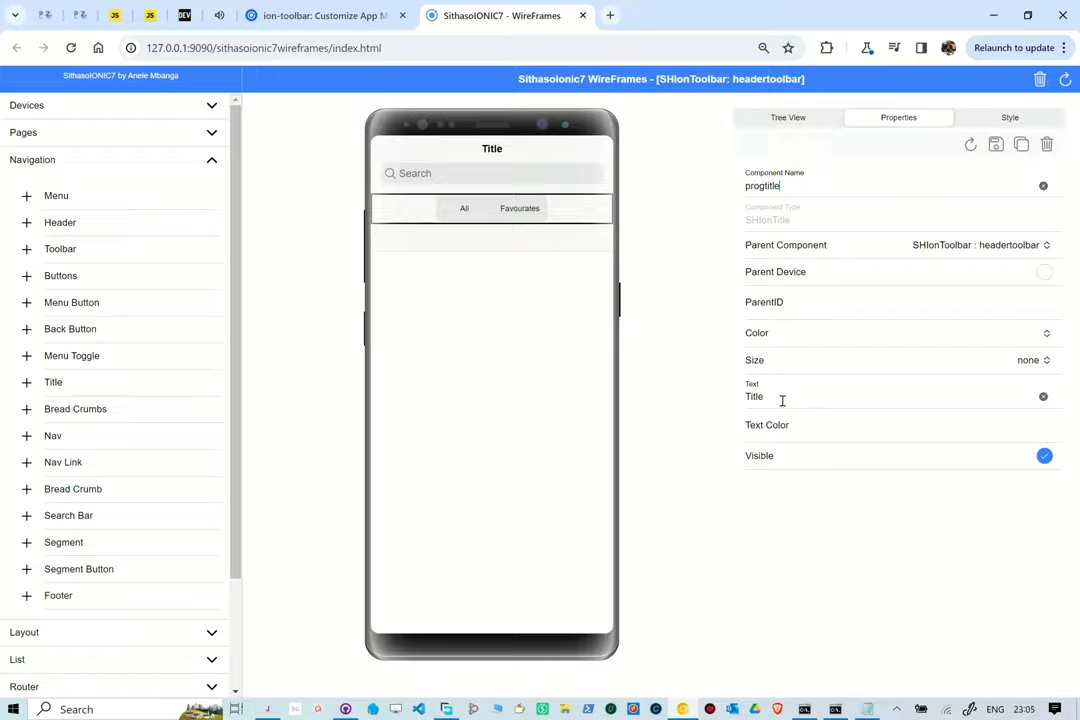 ion-toolbar: Customize App M
SithasoIONIC7 - WireFrames
127.0.0.1:9090/sithasoionic7wireframes/index.html
Relaunch to update
SithasoIONIC7 by Anele Mbanga
SithasoIonic7 WireFrames - [SHIonToolbar: headertoolbar]
Devices
Pages
Navigation
Menu
Header
Toolbar
Buttons
Menu Button
Back Button
Menu Toggle
Title
Bread Crumbs
Nav
Nav Link
Bread Crumb
Search Bar
Segment
Segment Button
Footer
Layout
List
Router
Title
Search
All
Favourates
Tree View
Properties
Style
Component Name
progtitle
Component Type
SHIonTitle
Parent Component
SHIonToolbar : headertoolbar
Parent Device
ParentID
Color
Size
none
Text
Title
Text Color
Visible
Search
ENG
23:05